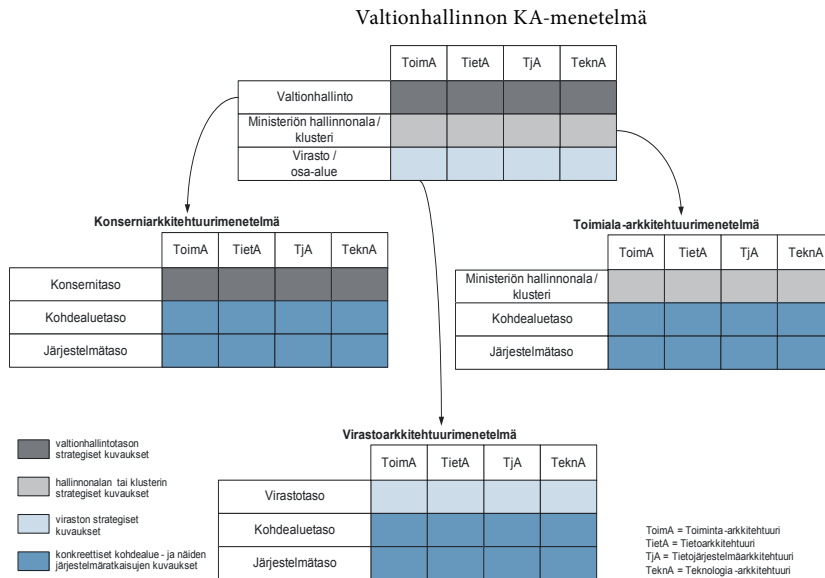 Valtionhallinnon KA-menetelmä
ToimA TietA TjA TeknA
Valtionhallinto
Ministeriön hallinnonala /
klusteri
Virasto /
osa-alue
Konserniarkkitehtuurimenetelmä
ToimA TietA TjA TeknA
Konsernitaso
Kohdealuetaso
Järjestelmätaso
Toimiala-arkkitehtuurimenetelmä
ToimA TietA TjA TeknA
Ministeriön hallinnonala /
klusteri
Kohdealuetaso
Järjestelmätaso
Virastoarkkitehtuurimenetelmä
ToimA TietA TjA TeknA
Virastotaso
Kohdealuetaso
Järjestelmätaso
valtionhallintotason
strategiset kuvaukset
hallinnonalan tai klusterin
strategiset kuvaukset
viraston strategiset
kuvaukset
konkreettiset kohdealue - ja näiden
järjestelmäratkaisujen kuvaukset
ToimA = Toiminta -arkkitehtuuri
TietA = Tietoarkkitehtuuri
TjA = Tietojärjestelmäarkkitehtuuri
TeknA = Teknologia -arkkitehtuuri